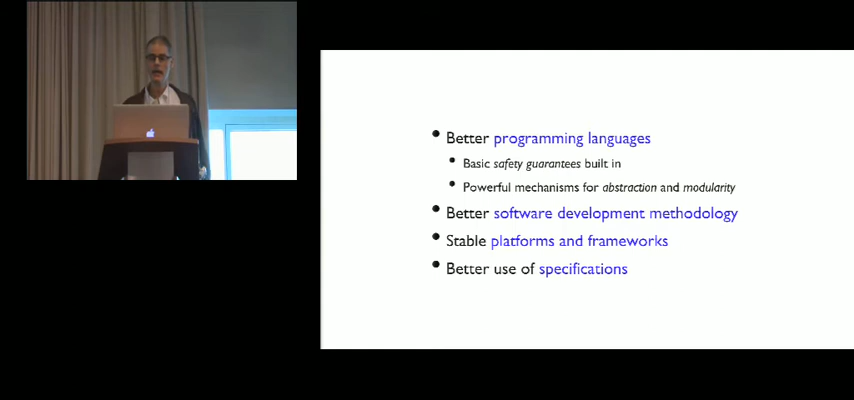 Better programming languages
Basic safety guarantees built in
Powerful mechanisms for abstraction and modularity
Better software development methodology
Stable platforms and frameworks
Better use of specifications